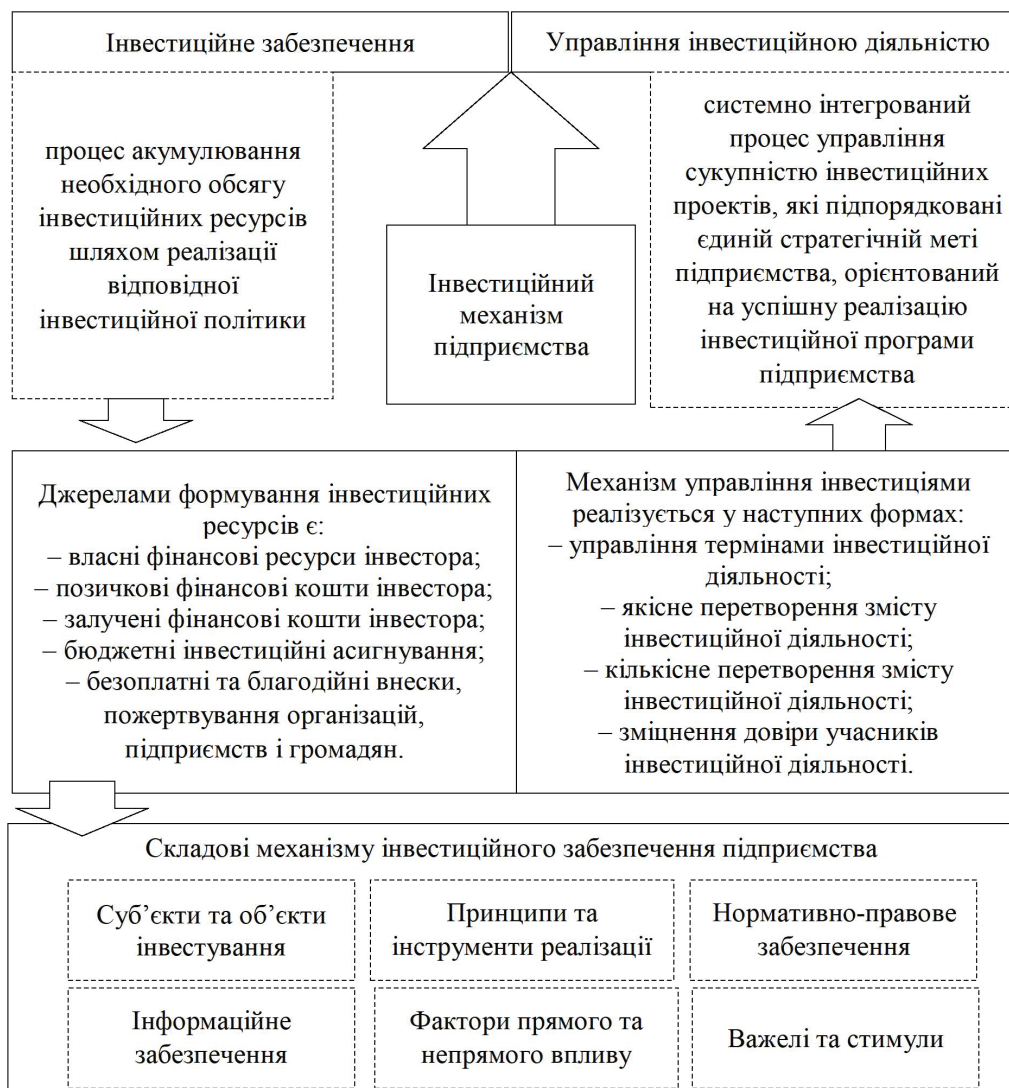 Інвестиційне забезпечення
Управління інвестиційною діяльністю
процес акумулювання
необхідного обсягу
інвестиційних ресурсів
шляхом реалізації
відповідної
інвестиційної політики
Інвестиційний
механізм
підприємства
системно інтегрований
процес управління
сукупністю інвестиційних
проектів, які підпорядковані
єдиній стратегічній меті
підприємства, орієнтований
на успішну реалізацію
інвестиційної програми
підприємства
Джерелами формування інвестиційних
ресурсів є:
– власні фінансові ресурси інвестора;
– позичкові фінансові кошти інвестора;
– залучені фінансові кошти інвестора;
– бюджетні інвестиційні асигнування;
– безоплатні та благодійні внески,
пожертвування організацій,
підприємств і громадян.
Механізм управління інвестиціями
реалізується у наступних формах:
– управління термінами інвестиційної
діяльності;
– якісне перетворення змісту
інвестиційної діяльності;
– кількісне перетворення змісту
інвестиційної діяльності;
– зміцнення довіри учасників
інвестиційної діяльності.
Складові механізму інвестиційного забезпечення підприємства
Суб’єкти та об’єкти
інвестування
Принципи та
інструменти реалізації
Нормативно-правове
забезпечення
Інформаційне
забезпечення
Фактори прямого та
непрямого впливу
Важелі та стимули